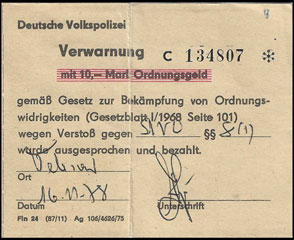 Deutsche Volkspolizei
Verwarnung C 134807 ✻
mit 10,— Mark Ordnungsgeld
gemäß Gesetz zur Bekämpfung von Ordnungs-
widrigkeiten (Gesetzblatt I/1968 Seite 101)
wegen Verstoß gegen StVO §§ 8(1)
wurde ausgesprochen und bezahlt.
Ort
16.11.78
Datum Unterschrift
FIn 24 (87/11) Ag 106/4626/75